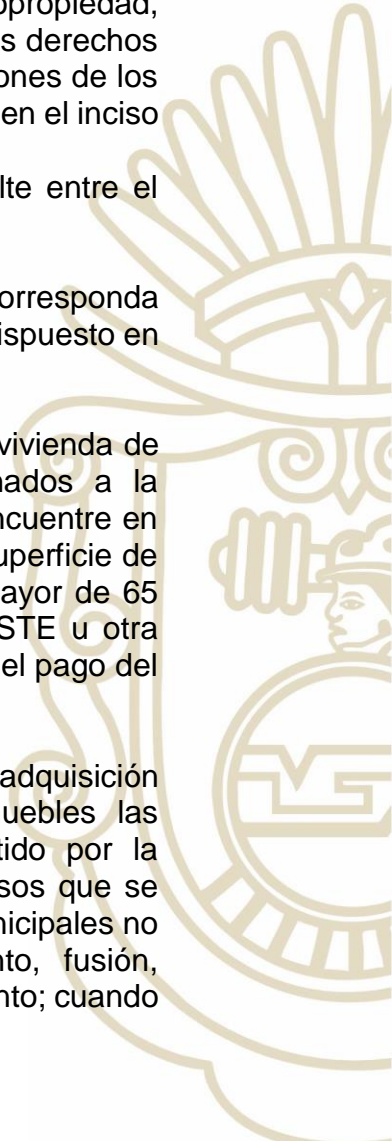 opropiedad,
s derechos
ones de los
en el inciso
lte entre el
orresponda
ispuesto en
vivienda de
nados a la
ncuentre en
uperficie de
ayor de 65
STE u otra
el pago del
adquisición
uebles las
tido por la
sos que se
nicipales no
nto, fusión,
nto; cuando